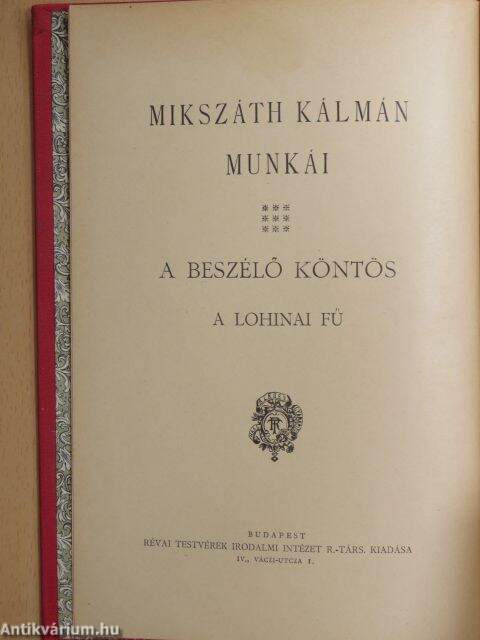 MIKSZÁTH KÁLMÁN
MUNKÁI
A BESZÉLŐ KÖNTÖS
A LOHINAI FŰ
BUDAPEST
RÉVAI TESTVÉREK IRODALMI INTÉZET R.-TÁRS. KIADÁSA
IV., VÁCZI-UTCZA 1.
Antikvárium.hu